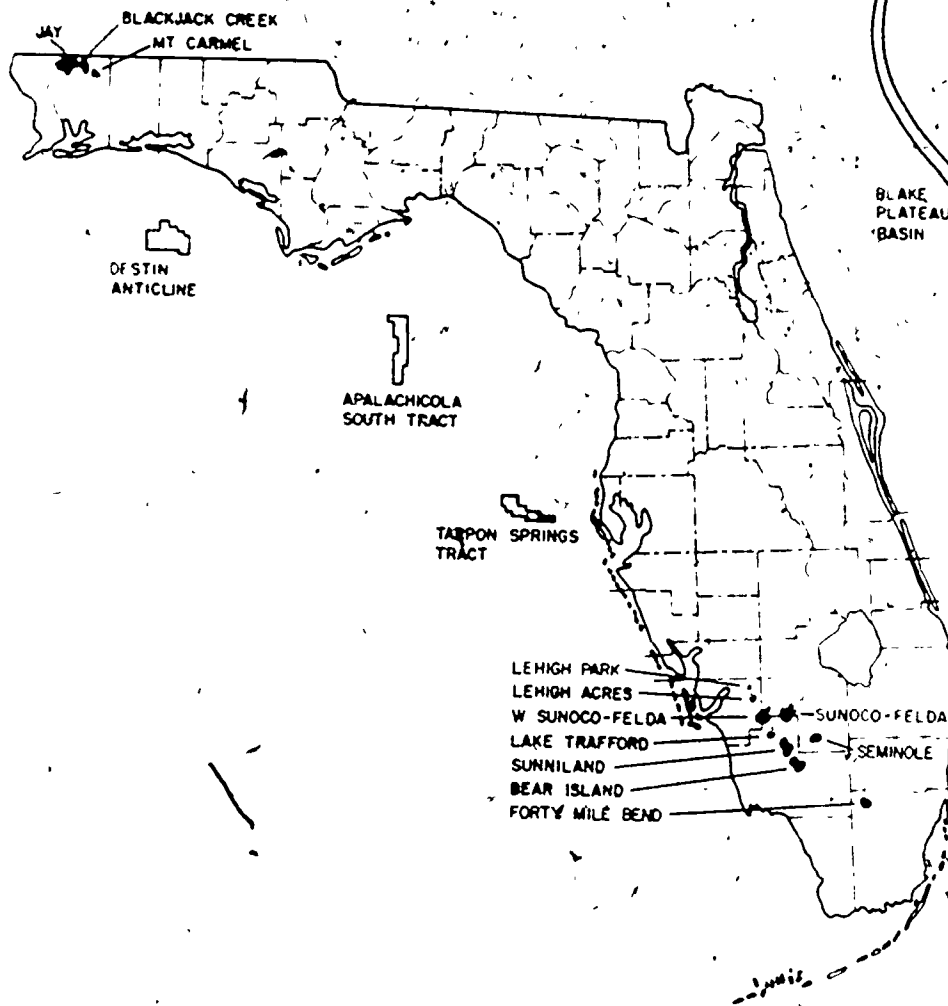 BLACKJACK CREEK
JAY
MT CARMEL
BLAKE
PLATEAU
BASIN
DESTIN
ANTICLINE
APALACHICOLA
SOUTH TRACT
TARPON SPRINGS
TRACT
LEHIGH PARK
LEHIGH ACRES
W SUNOCO-FELDA
SUNOCO-FELDA
LAKE TRAFFORD
SEMINOLE
SUNNILAND
BEAR ISLAND
FORTY MILE BEND